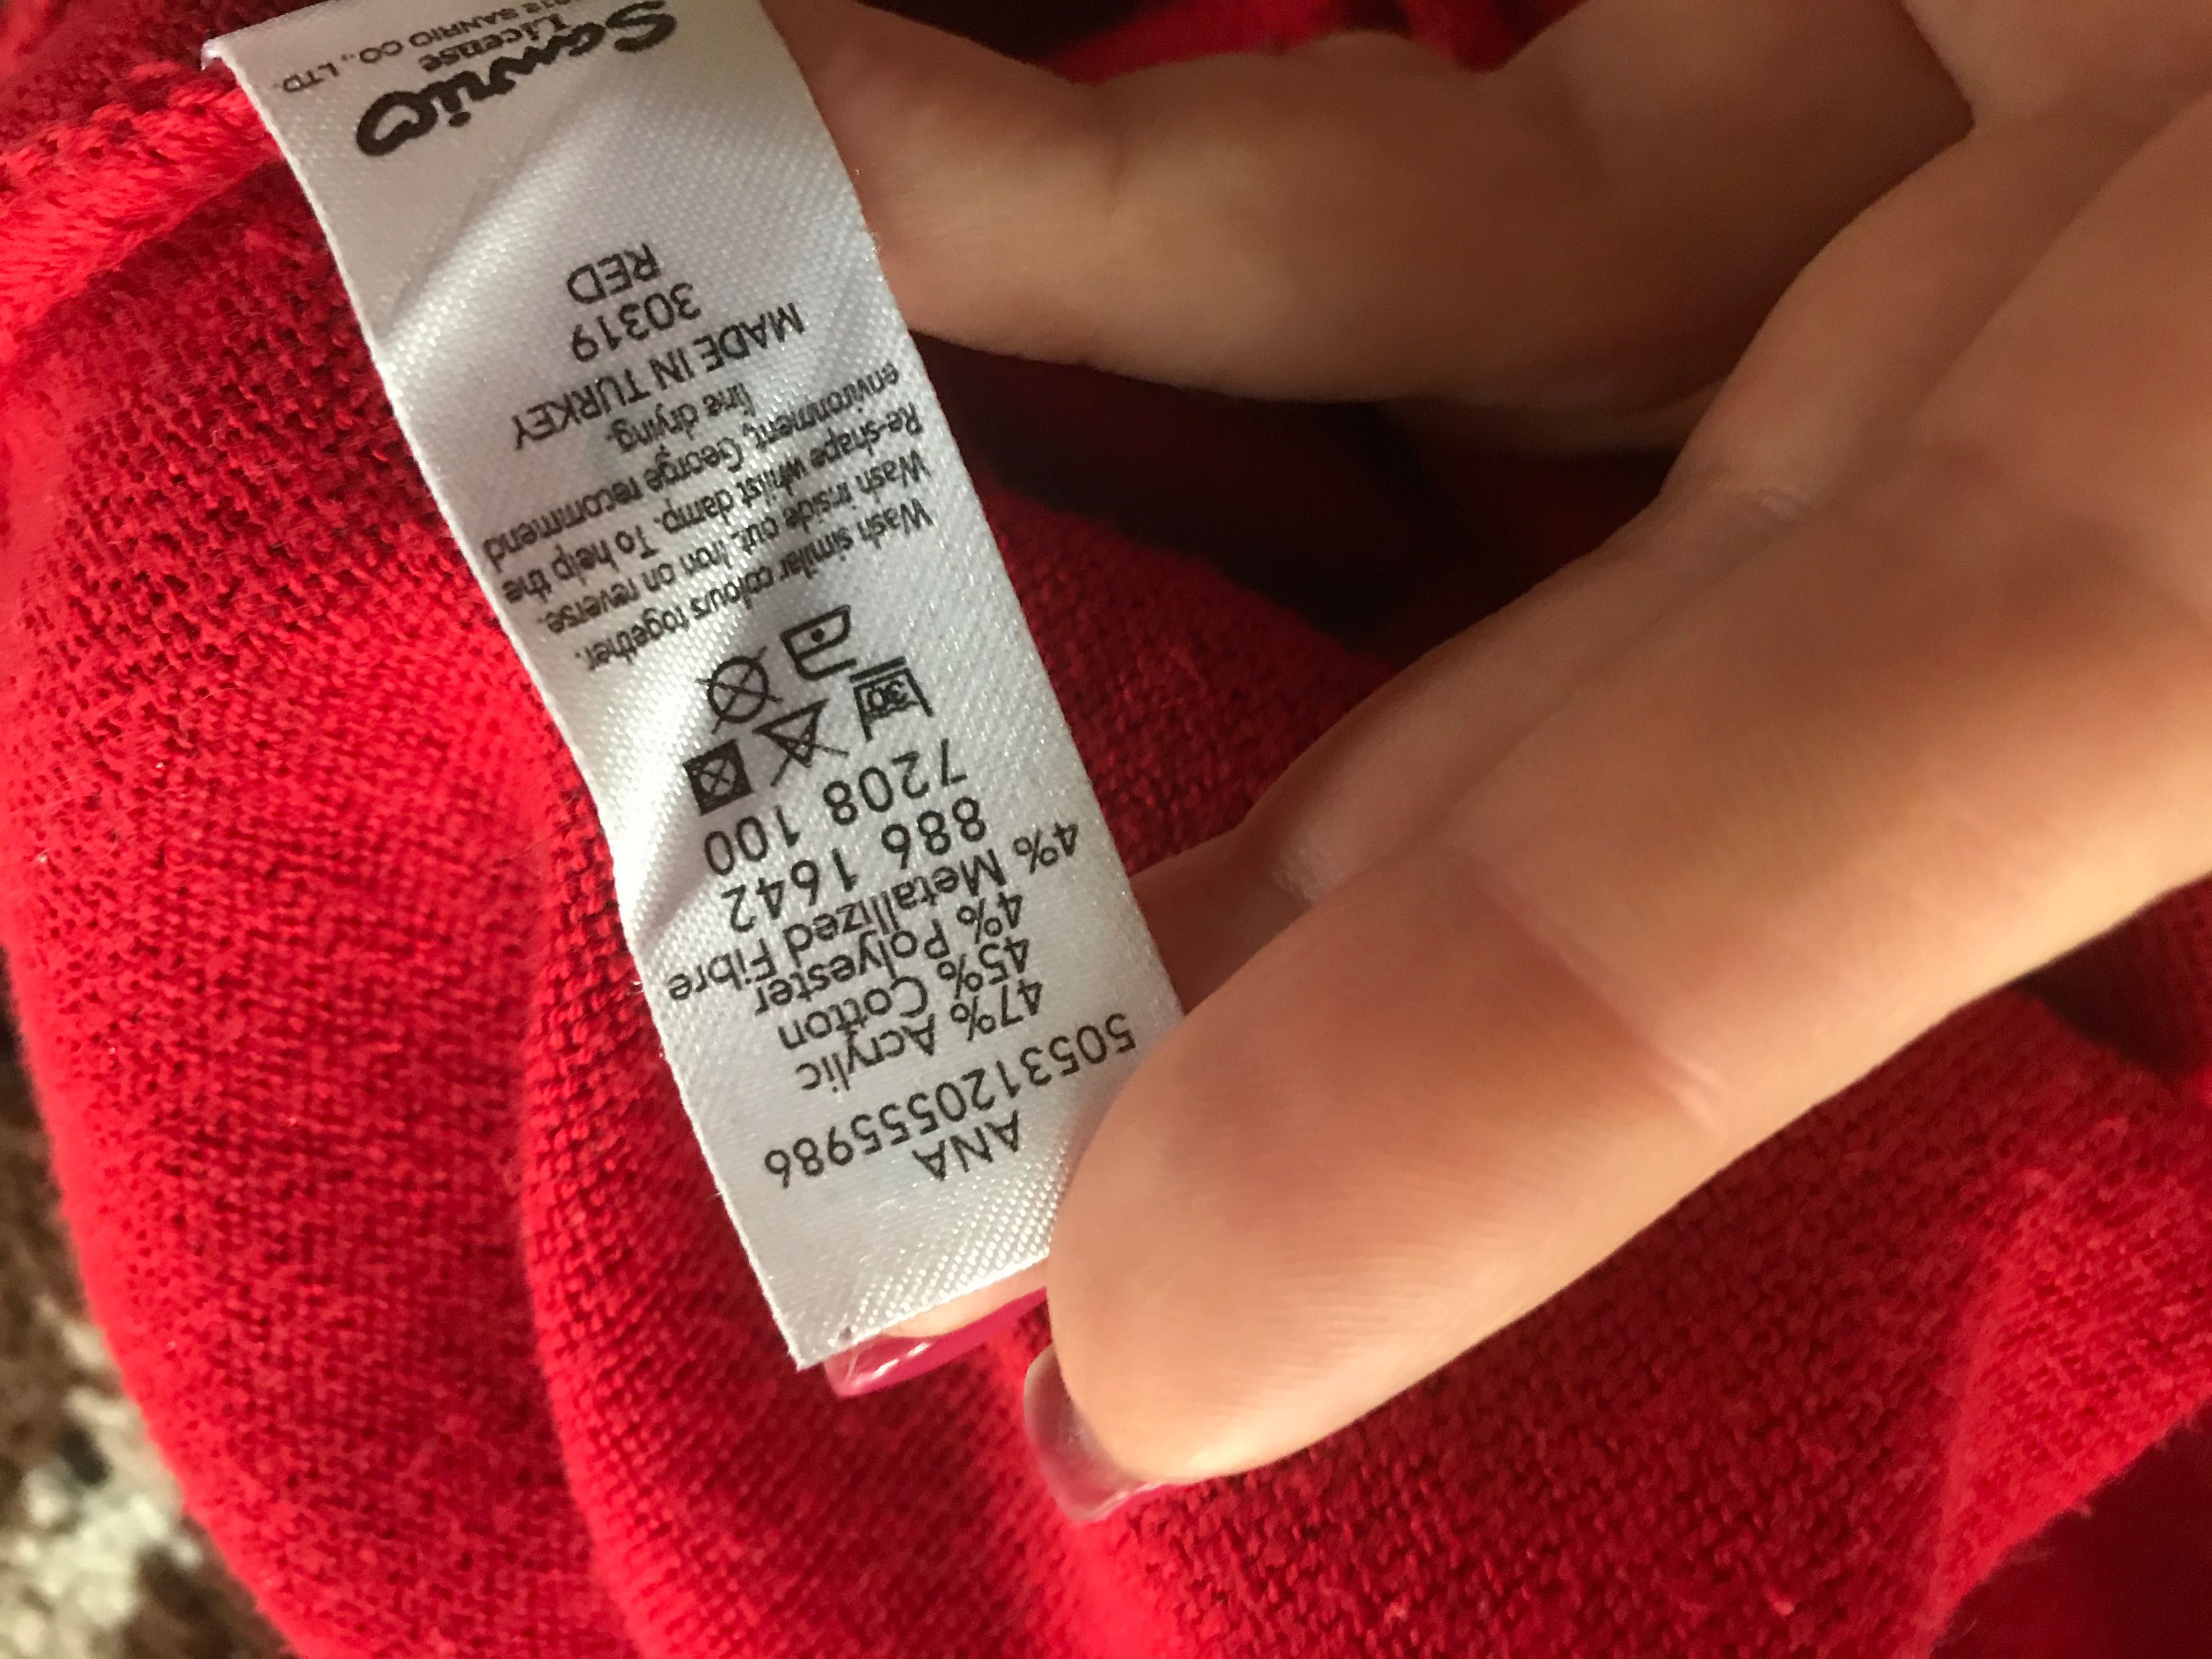 ANA
5053120555986
47% Acrylic
45% Cotton
4% Polyester
4% Metallized Fibre
886 1642
7208 100
30
Wash similar colours together.
Wash inside out. Iron on reverse.
Re-shape whilst damp. To help the
environment, George recommend
line drying.
MADE IN TURKEY
30319
RED
Sanrio
License
SANRIO CO., LTD.